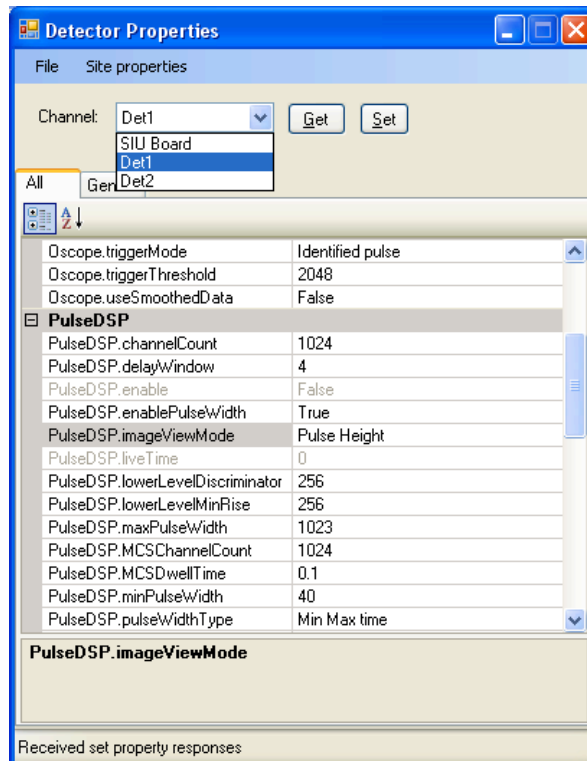 Detector Properties
File Site properties
Channel: Det1 Get Set
SIU Board
Det1
Det2
All
Oscope.triggerMode Identified pulse
Oscope.triggerThreshold 2048
Oscope.useSmoothedData False
PulseDSP
PulseDSP.channelCount 1024
PulseDSP.delayWindow 4
PulseDSP.enable False
PulseDSP.enablePulseWidth True
PulseDSP.imageViewMode Pulse Height
PulseDSP.liveTime 0
PulseDSP.lowerLevelDiscriminator 256
PulseDSP.lowerLevelMinRise 256
PulseDSP.maxPulseWidth 1023
PulseDSP.MCSChannelCount 1024
PulseDSP.MCSDwellTime 0.1
PulseDSP.minPulseWidth 40
PulseDSP.pulseWidthType Min Max time
PulseDSP.imageViewMode
Received set property responses